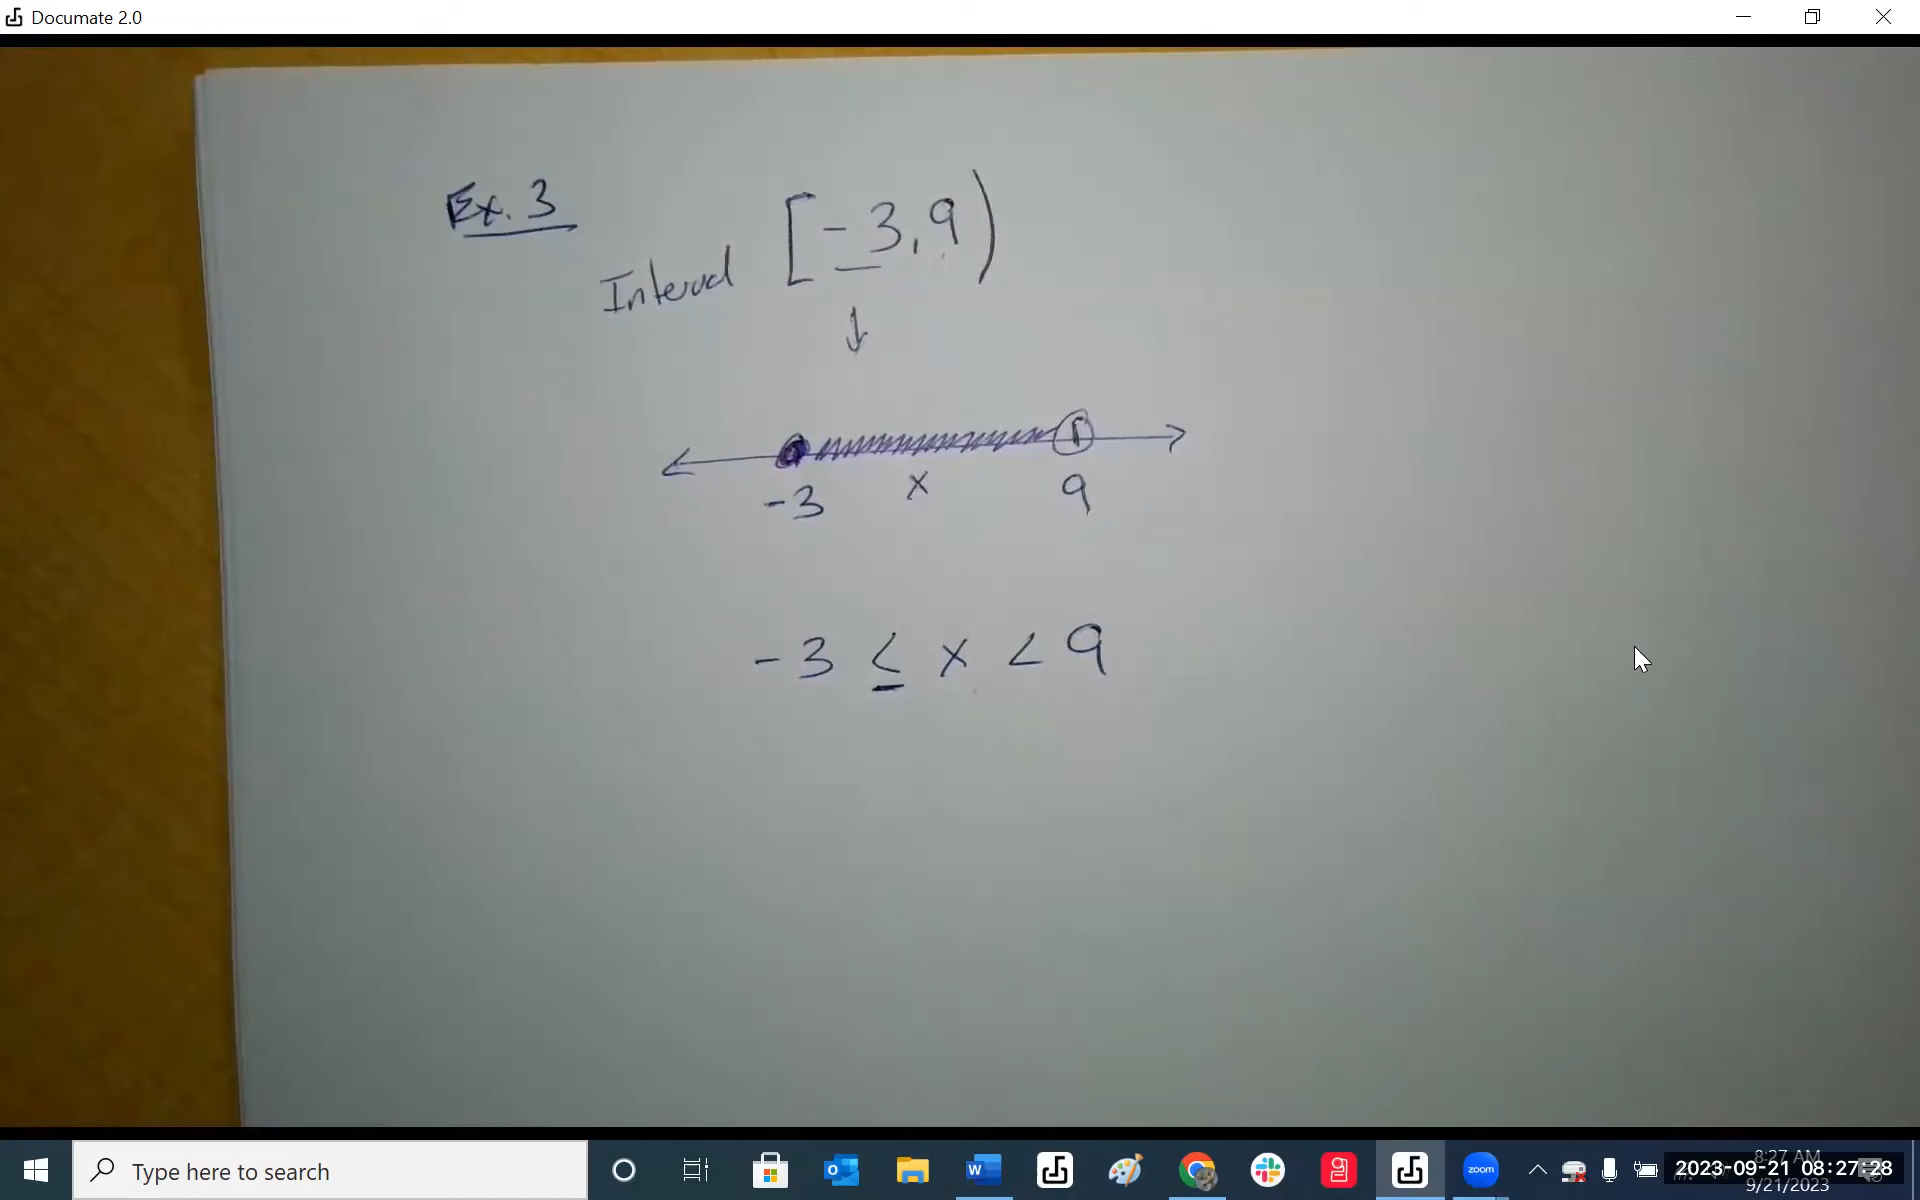 Documate 2.0
Ex. 3
Interval [-3, 9)
↓
-3 x 9
-3 ≤ x < 9
Type here to search
zoom
8:27 AM
2023-09-21 08:27:28
9/21/2023